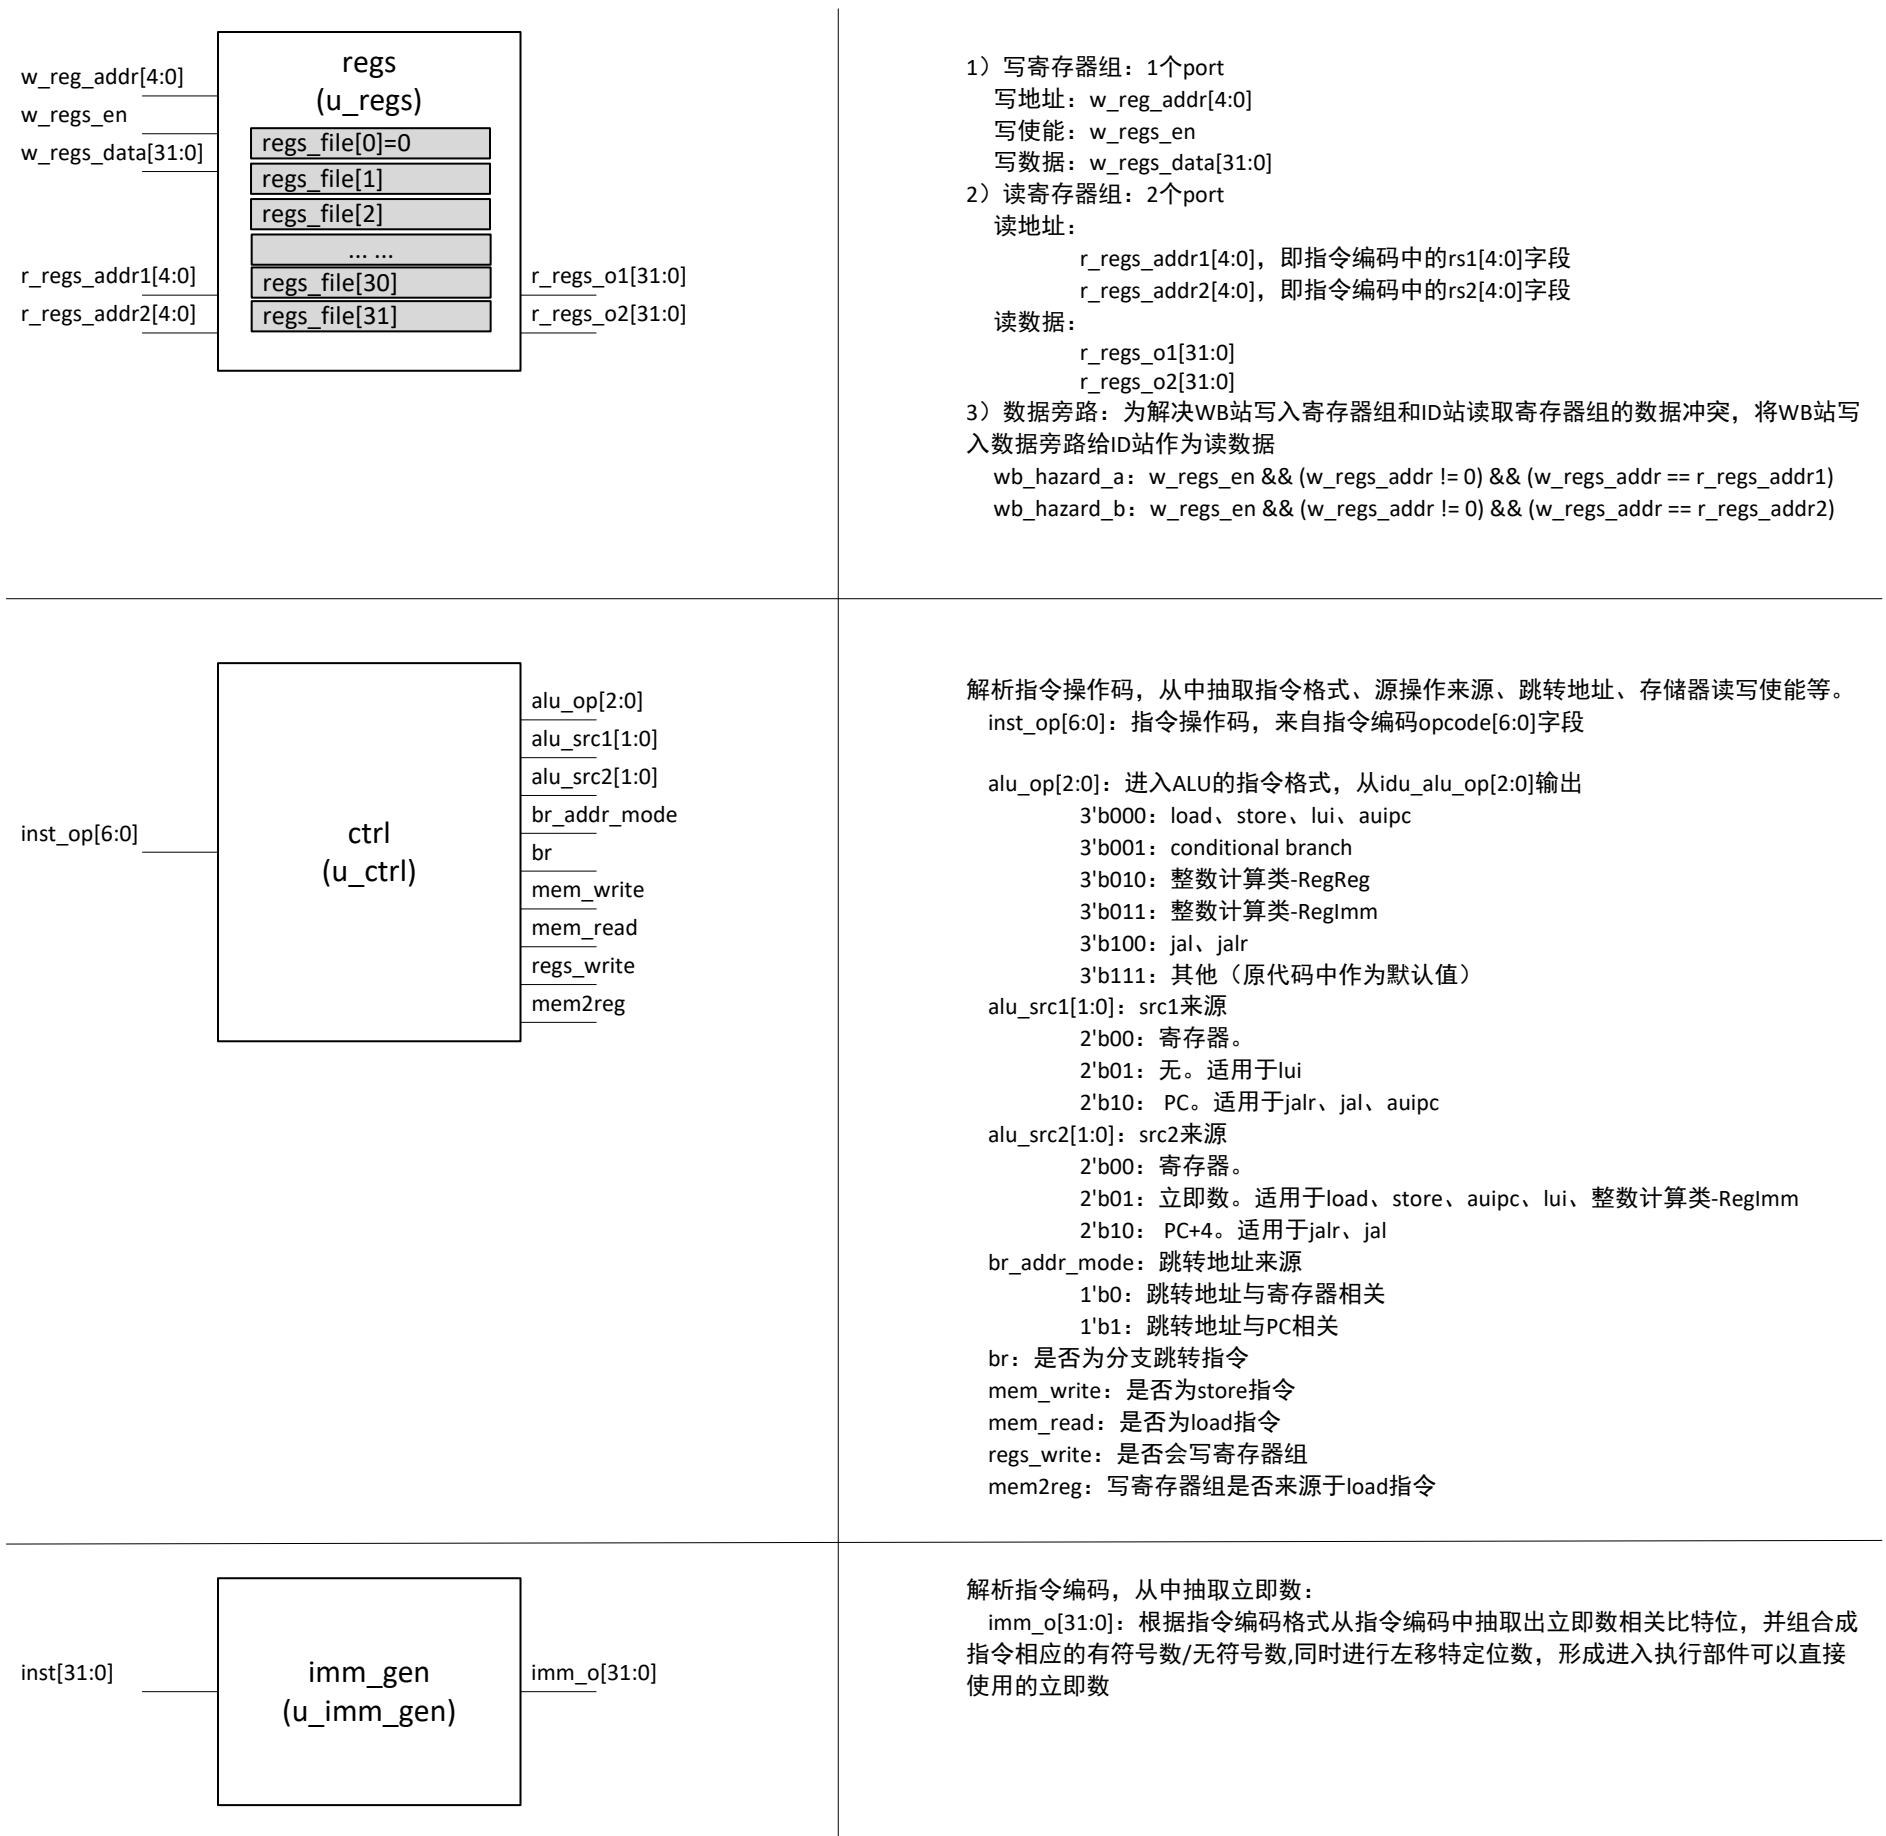 regs
(u_regs)
w_reg_addr[4:0]
w_regs_en
w_regs_data[31:0]
regs_file[0]=0
regs_file[1]
regs_file[2]
... ...
regs_file[30]
regs_file[31]
r_regs_addr1[4:0]
r_regs_addr2[4:0]
r_regs_o1[31:0]
r_regs_o2[31:0]
1）写寄存器组：1个port
写地址：w_reg_addr[4:0]
写使能：w_regs_en
写数据：w_regs_data[31:0]
2）读寄存器组：2个port
读地址：
r_regs_addr1[4:0]，即指令编码中的rs1[4:0]字段
r_regs_addr2[4:0]，即指令编码中的rs2[4:0]字段
读数据：
r_regs_o1[31:0]
r_regs_o2[31:0]
3）数据旁路：为解决WB站写入寄存器组和ID站读取寄存器组的数据冲突，将WB站写
入数据旁路给ID站作为读数据
wb_hazard_a：w_regs_en && (w_regs_addr != 0) && (w_regs_addr == r_regs_addr1)
wb_hazard_b：w_regs_en && (w_regs_addr != 0) && (w_regs_addr == r_regs_addr2)
inst_op[6:0]
ctrl
(u_ctrl)
alu_op[2:0]
alu_src1[1:0]
alu_src2[1:0]
br_addr_mode
br
mem_write
mem_read
regs_write
mem2reg
解析指令操作码，从中抽取指令格式、源操作来源、跳转地址、存储器读写使能等。
inst_op[6:0]：指令操作码，来自指令编码opcode[6:0]字段
alu_op[2:0]：进入ALU的指令格式，从idu_alu_op[2:0]输出
3'b000：load、store、lui、auipc
3'b001：conditional branch
3'b010：整数计算类-RegReg
3'b011：整数计算类-RegImm
3'b100：jal、jalr
3'b111：其他（原代码中作为默认值）
alu_src1[1:0]：src1来源
2'b00：寄存器。
2'b01：无。适用于lui
2'b10： PC。适用于jalr、jal、auipc
alu_src2[1:0]：src2来源
2'b00：寄存器。
2'b01：立即数。适用于load、store、auipc、lui、整数计算类-RegImm
2'b10： PC+4。适用于jalr、jal
br_addr_mode：跳转地址来源
1'b0：跳转地址与寄存器相关
1'b1：跳转地址与PC相关
br：是否为分支跳转指令
mem_write：是否为store指令
mem_read：是否为load指令
regs_write：是否会写寄存器组
mem2reg：写寄存器组是否来源于load指令
inst[31:0]
imm_gen
(u_imm_gen)
imm_o[31:0]
解析指令编码，从中抽取立即数：
imm_o[31:0]：根据指令编码格式从指令编码中抽取出立即数相关比特位，并组合成
指令相应的有符号数/无符号数,同时进行左移特定位数，形成进入执行部件可以直接
使用的立即数